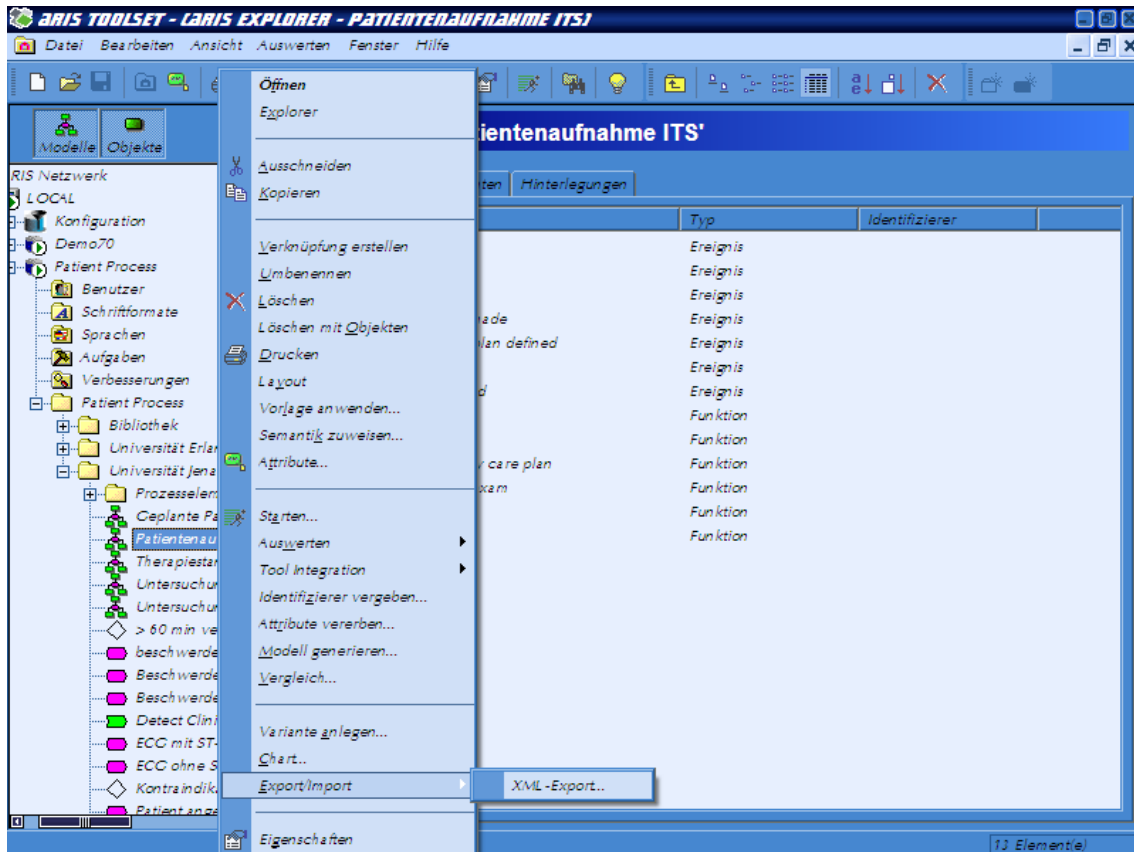 ARIS TOOLSET - [ARIS EXPLORER - PATIENTENAUFNAHME ITS]
Datei Bearbeiten Ansicht Auswerten Fenster Hilfe
Modelle Objekte
ientenaufnahme ITS'
ten Hinterlegungen
Typ Identifizierer
RIS Netzwerk
LOCAL
Konfiguration
Demo70
Patient Process
Benutzer
Schriftformate
Sprachen
Aufgaben
Verbesserungen
Patient Process
Bibliothek
Universität Erlan
Universität Jena
Prozesselem
Geplante Pa
Patientenau
Therapiestan
Untersuchun
Untersuchun
> 60 min ve
beschwerde
Beschwerde
Beschwerde
Detect Clini
ECG mit ST-
ECG ohne S
Kontraindik
Patient ange
Öffnen
Explorer
Ausschneiden
Kopieren
Verknüpfung erstellen
Umbenennen
Löschen
Löschen mit Objekten
Drucken
Layout
Vorlage anwenden...
Semantik zuweisen...
Attribute...
Starten...
Auswerten
Tool Integration
Identifizierer vergeben...
Attribute vererben...
Modell generieren...
Vergleich...
Variante anlegen...
Chart...
Export/Import
XML-Export...
Eigenschaften
Ereignis
Ereignis
Ereignis
ade Ereignis
lan defined Ereignis
Ereignis
d Ereignis
Funktion
Funktion
y care plan Funktion
xam Funktion
Funktion
Funktion
13 Element(e)